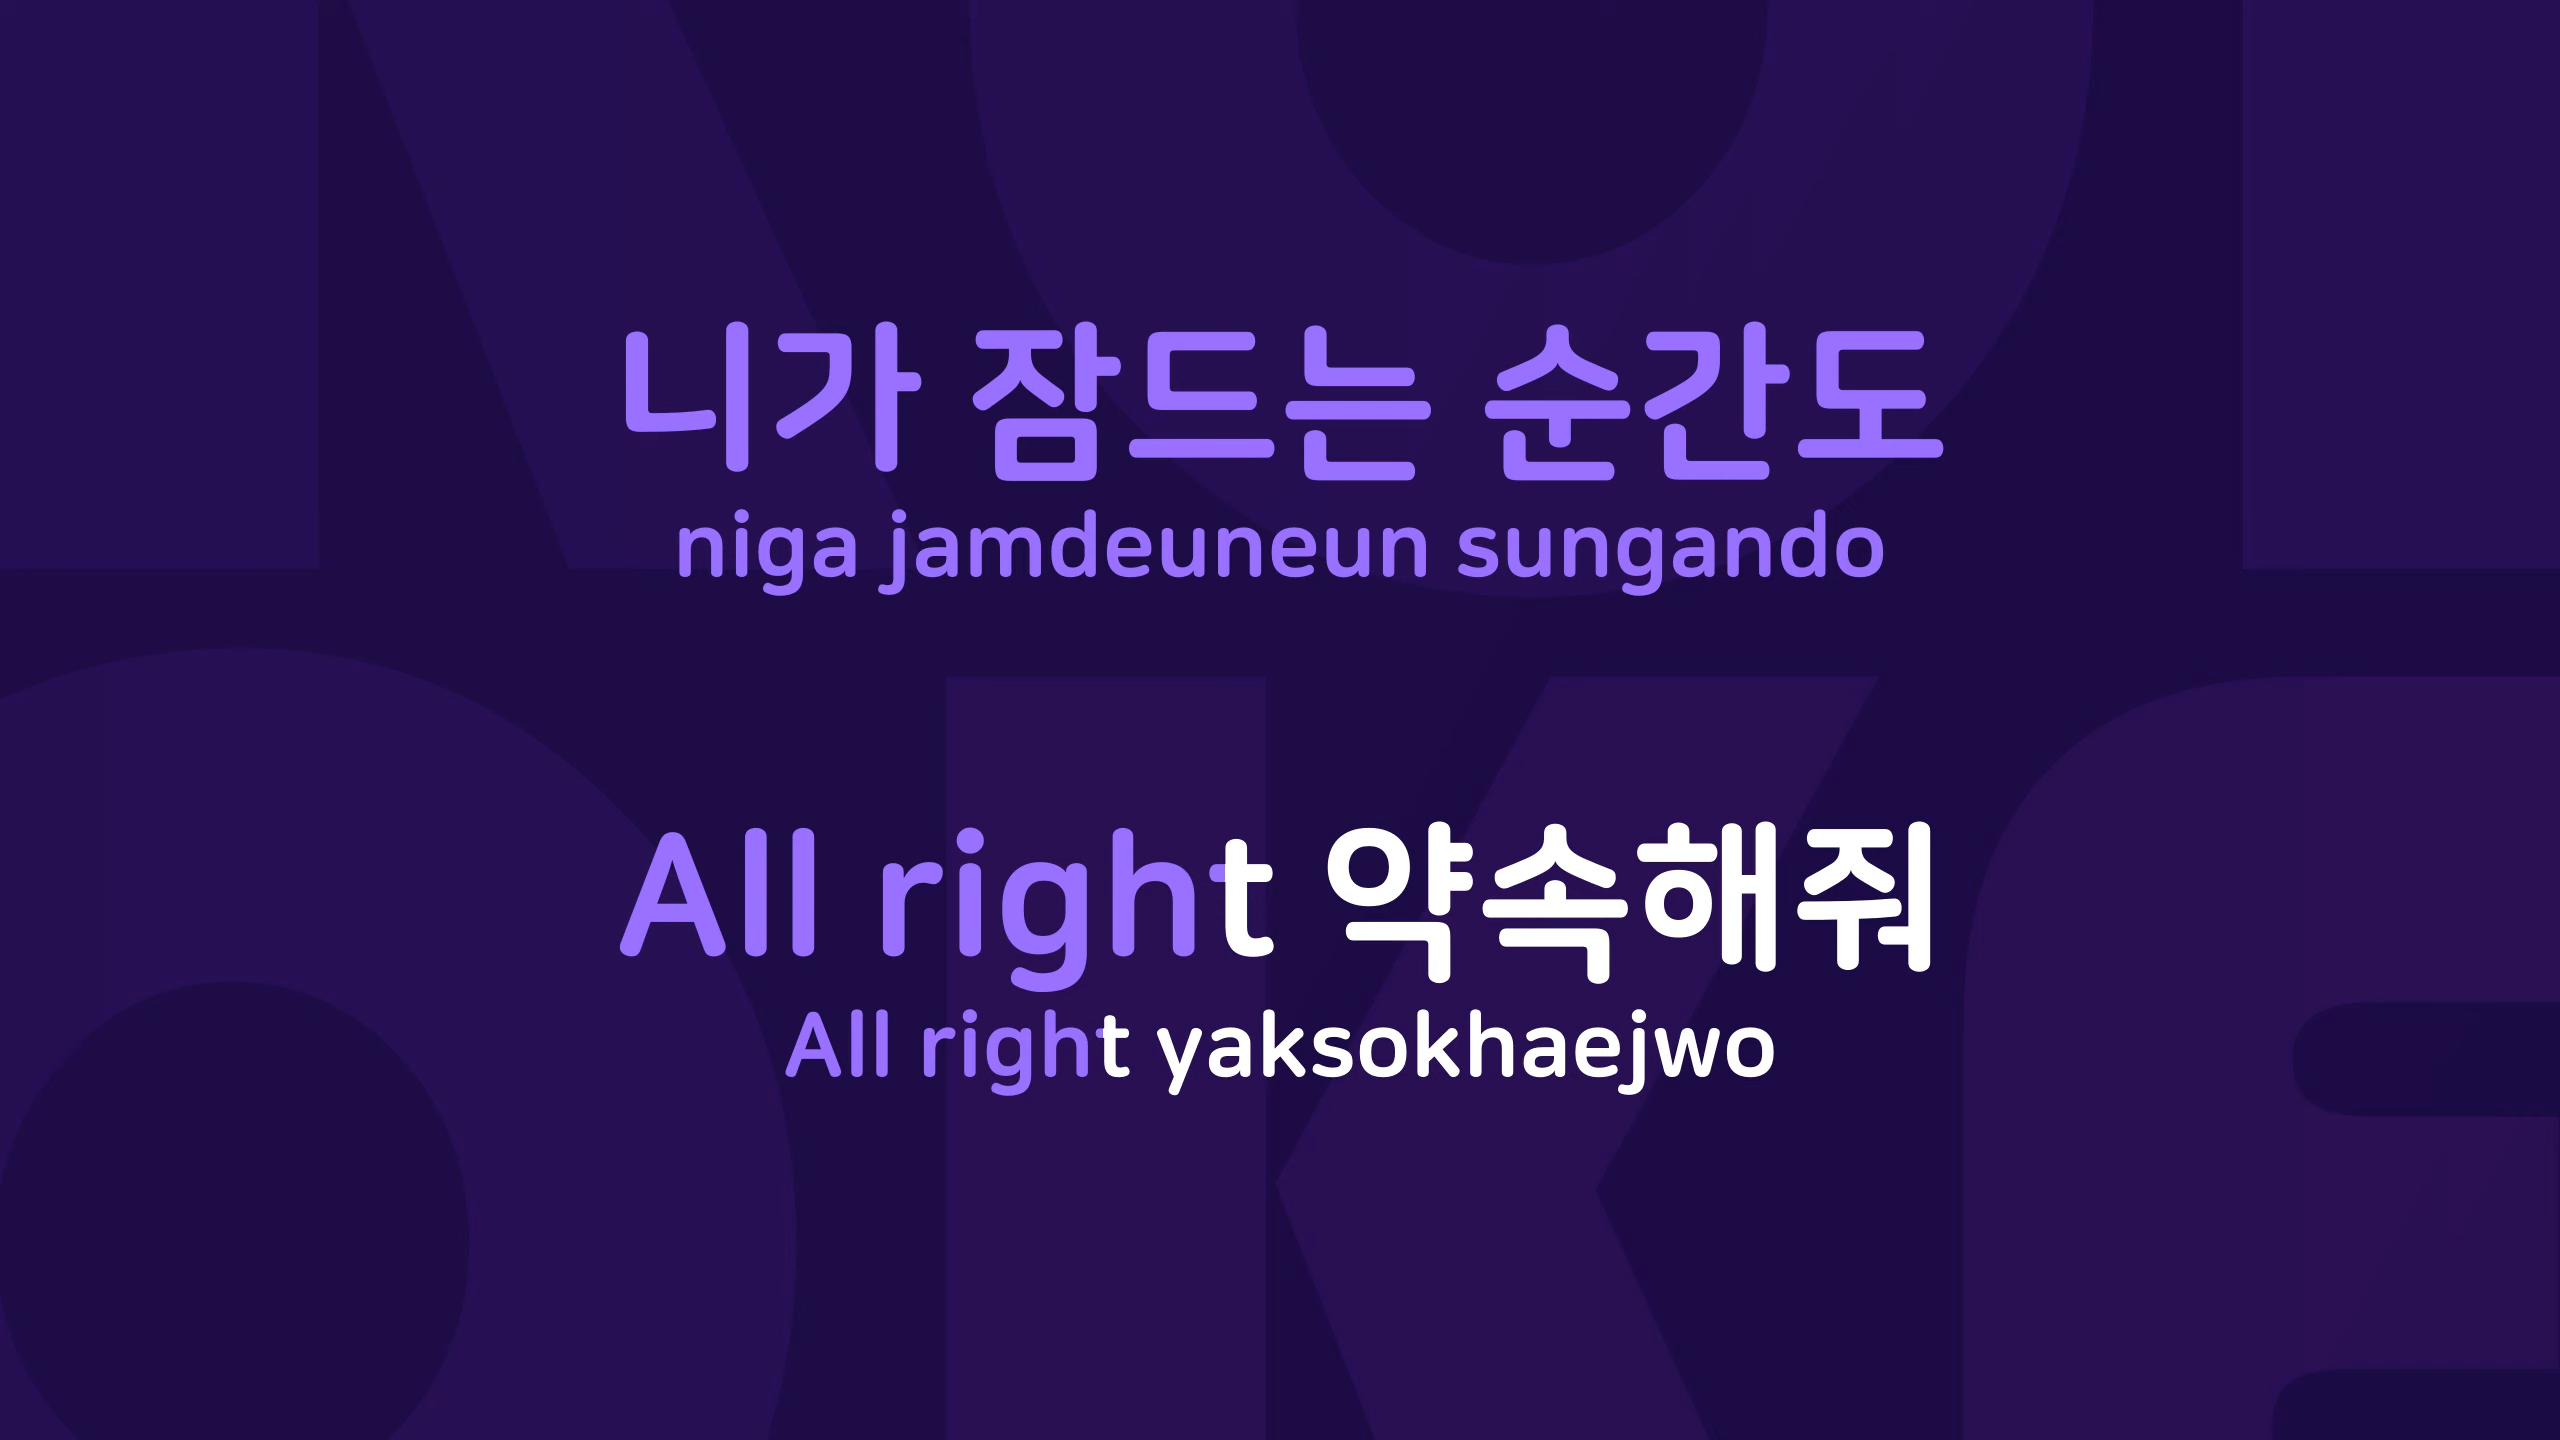 니가 잠드는 순간도
niga jamdeuneun sungando
All right 약속해줘
All right yaksokhaejwo